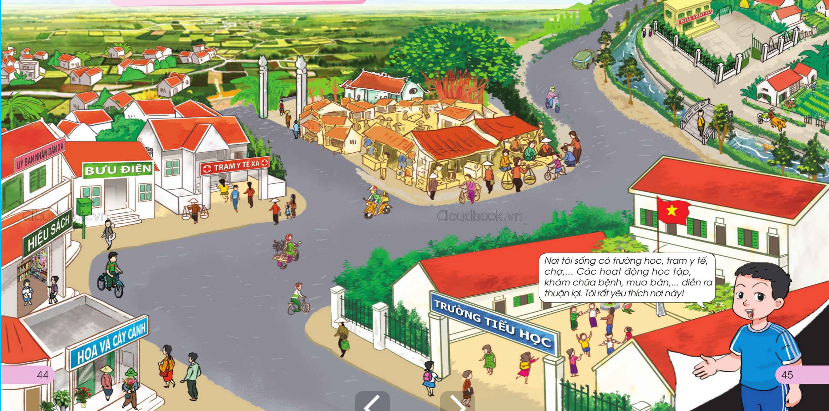 ỦY BAN NHÂN DÂN XÃ
BƯU ĐIỆN
TRẠM Y TẾ XÃ
HIỆU SÁCH
Cloudbook.vn
HOA VÀ CÂY CẢNH
TRƯỜNG TIỂU HỌC
Nơi tôi sống có trường học, trạm y tế,
chợ,... Các hoạt động học tập,
khám chữa bệnh, mua bán,... diễn ra
thuận lợi. Tôi rất yêu thích nơi này!
44
45